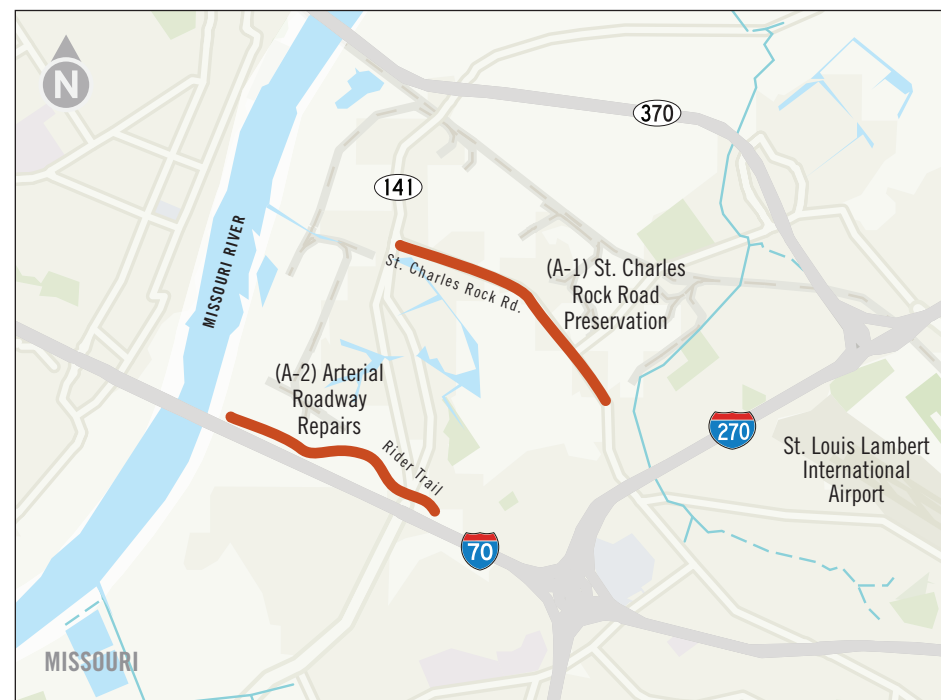 N
370
141
MISSOURI RIVER
St. Charles Rock Rd.
(A-1) St. Charles
Rock Road
Preservation
(A-2) Arterial
Roadway
Repairs
Rider Trail
270
St. Louis Lambert
International
Airport
70
MISSOURI